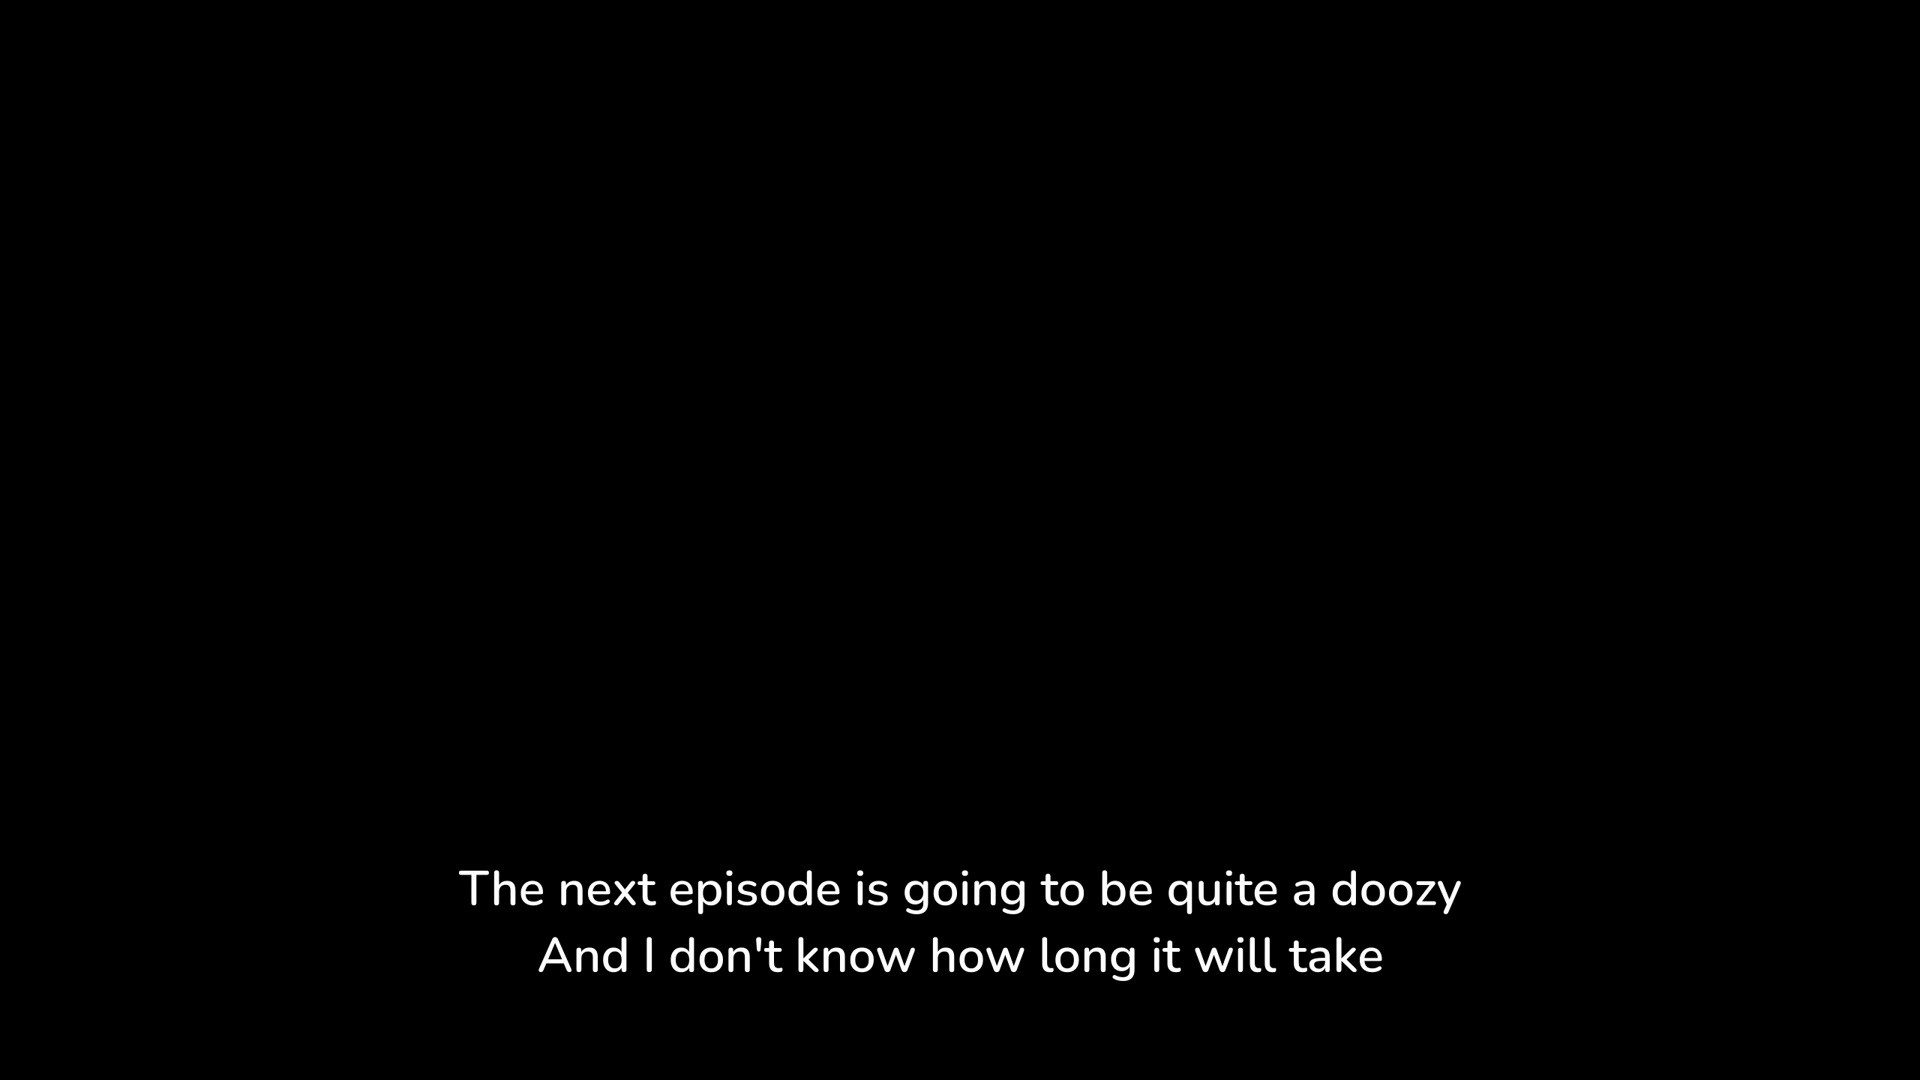 The next episode is going to be quite a doozy
And I don't know how long it will take